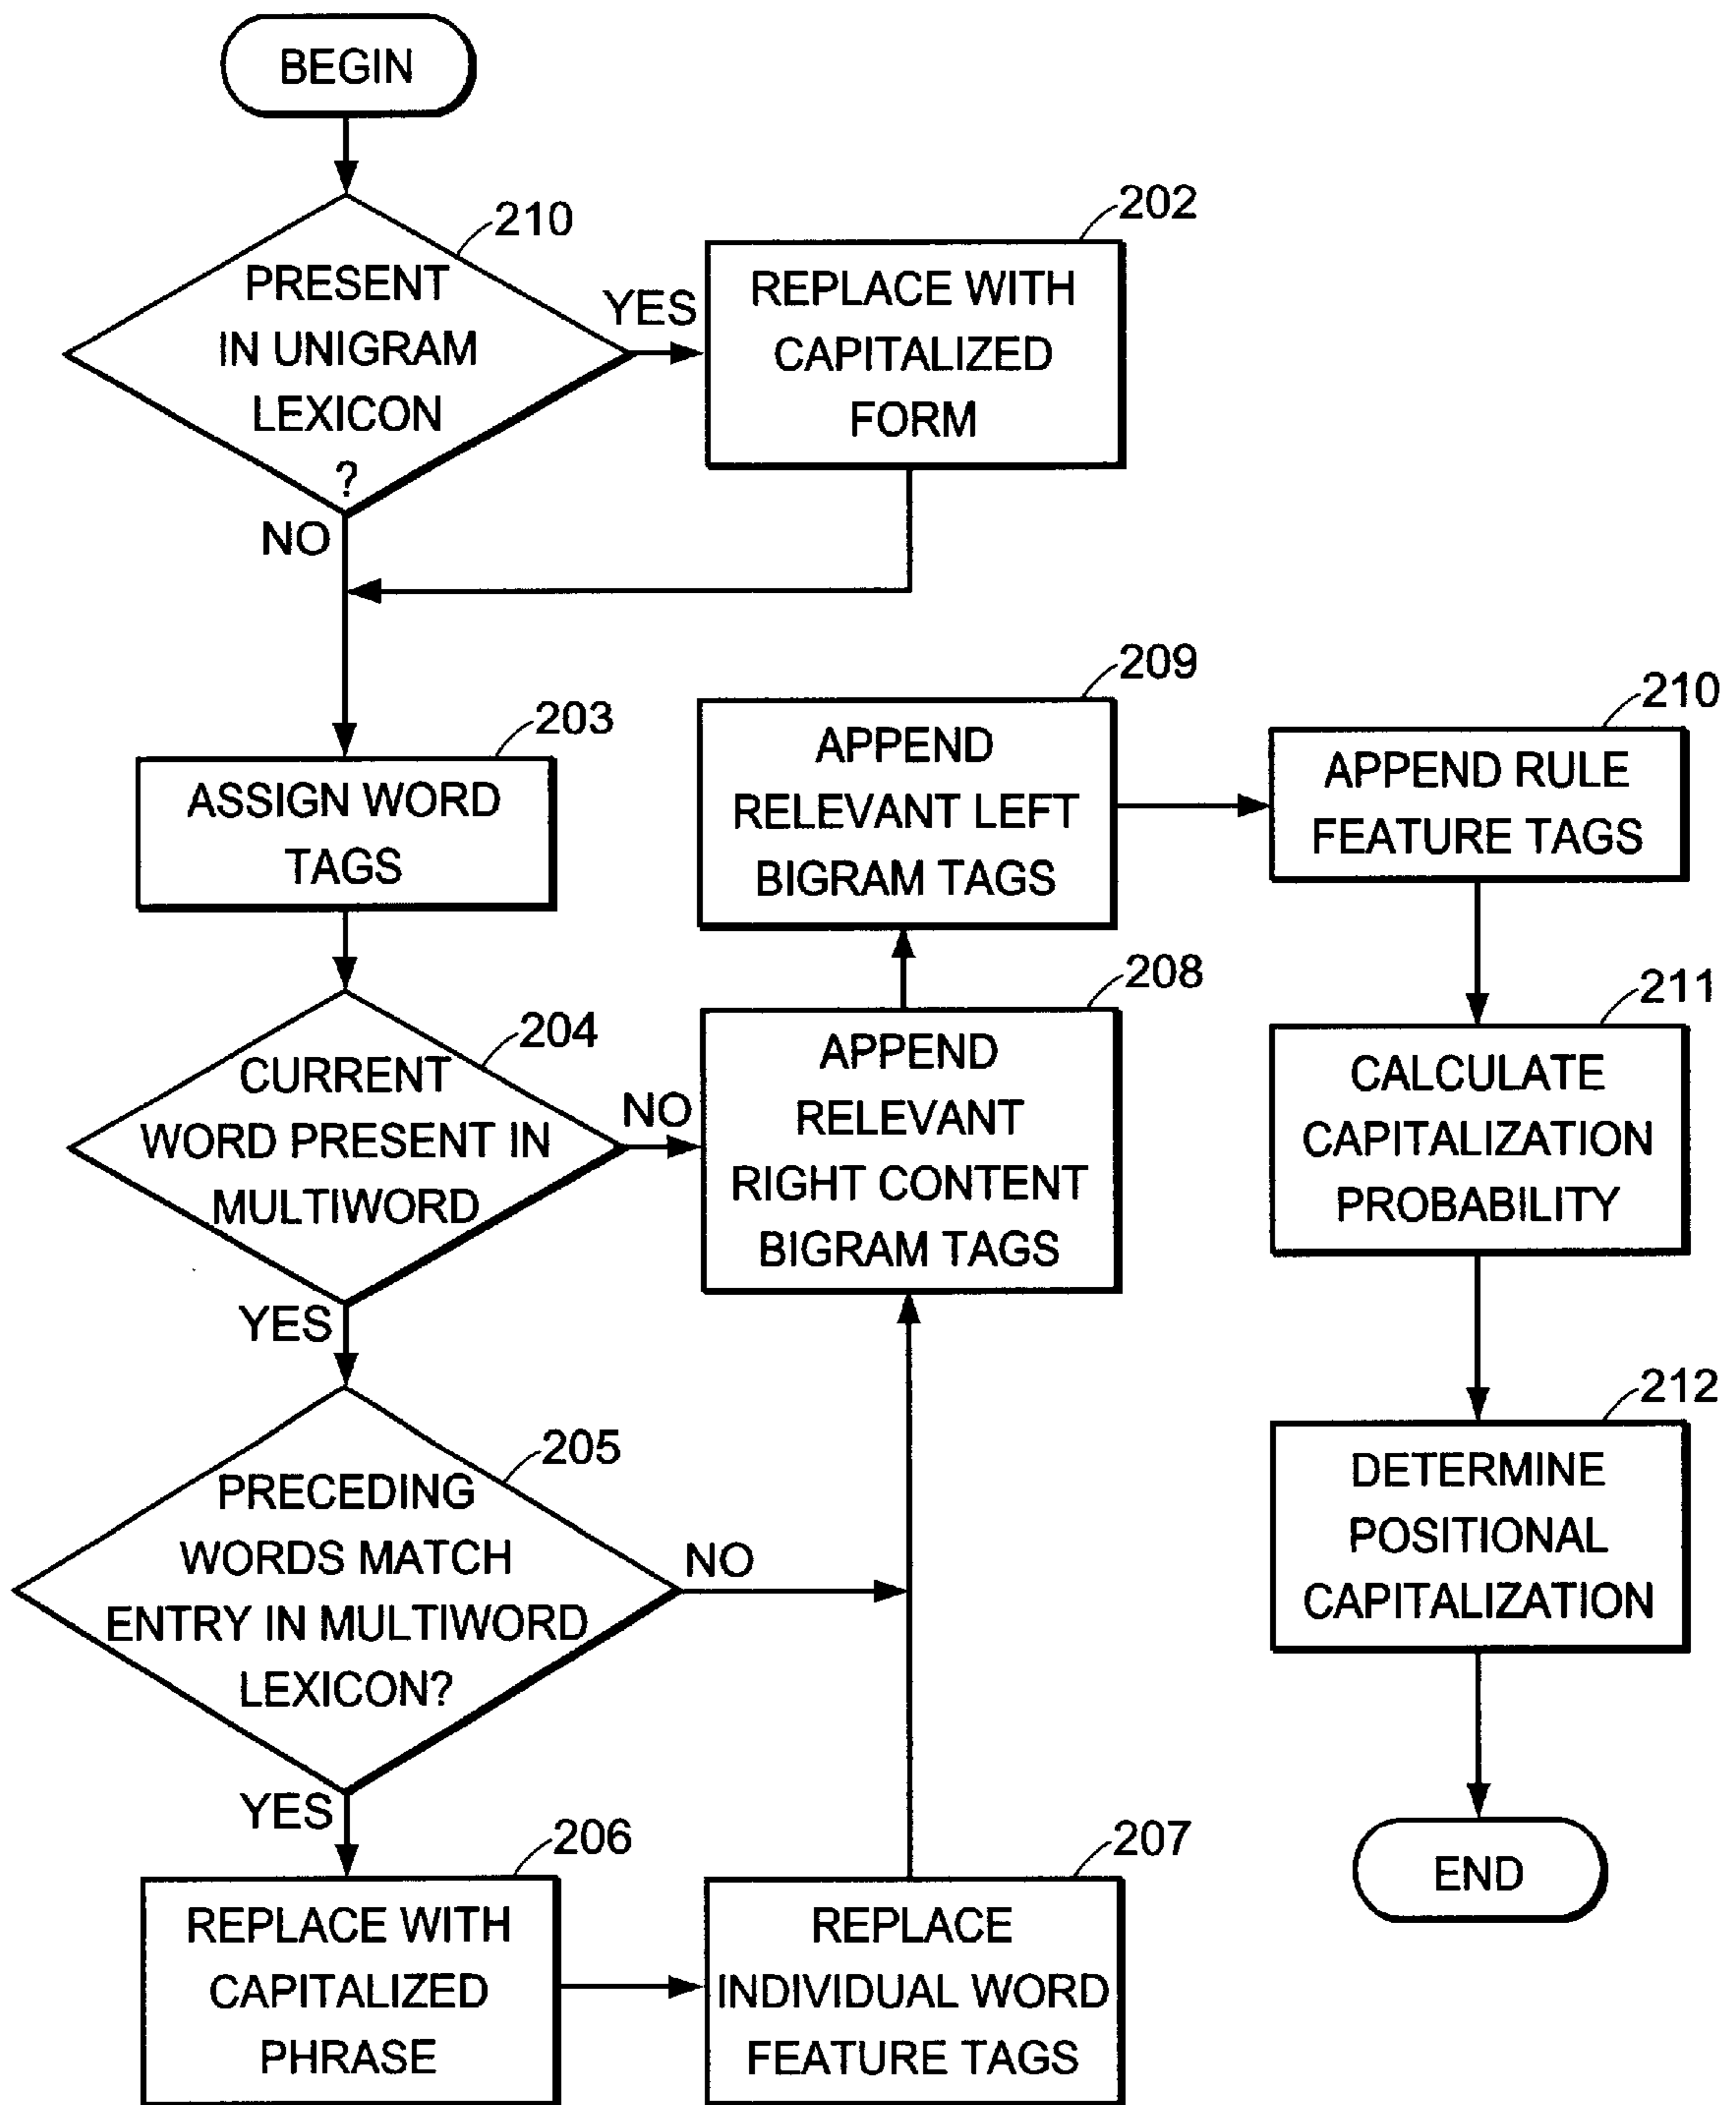 BEGIN
210
PRESENT
IN UNIGRAM
LEXICON
?
YES
NO
202
REPLACE WITH
CAPITALIZED
FORM
203
ASSIGN WORD
TAGS
204
CURRENT
WORD PRESENT IN
MULTIWORD
NO
YES
205
PRECEDING
WORDS MATCH
ENTRY IN MULTIWORD
LEXICON?
NO
YES
206
REPLACE WITH
CAPITALIZED
PHRASE
207
REPLACE
INDIVIDUAL WORD
FEATURE TAGS
208
APPEND
RELEVANT
RIGHT CONTENT
BIGRAM TAGS
209
APPEND
RELEVANT LEFT
BIGRAM TAGS
210
APPEND RULE
FEATURE TAGS
211
CALCULATE
CAPITALIZATION
PROBABILITY
212
DETERMINE
POSITIONAL
CAPITALIZATION
END